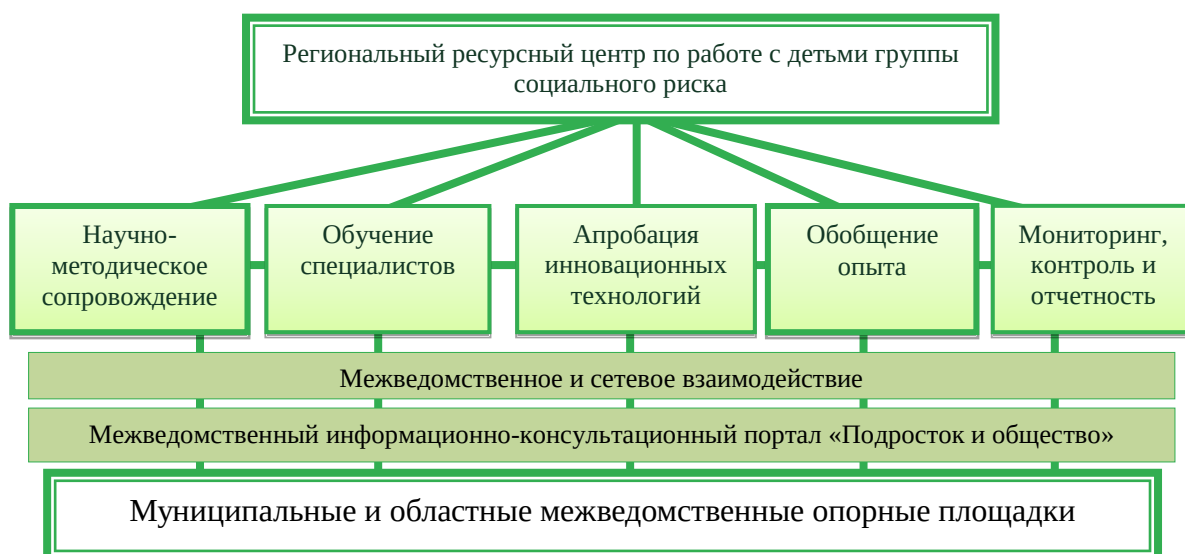 Региональный ресурсный центр по работе с детьми группы
социального риска
Научно-
методическое
сопровождение
Обучение
специалистов
Апробация
инновационных
технологий
Обобщение
опыта
Мониторинг,
контроль и
отчетность
Межведомственное и сетевое взаимодействие
Межведомственный информационно-консультационный портал «Подросток и общество»
Муниципальные и областные межведомственные опорные площадки